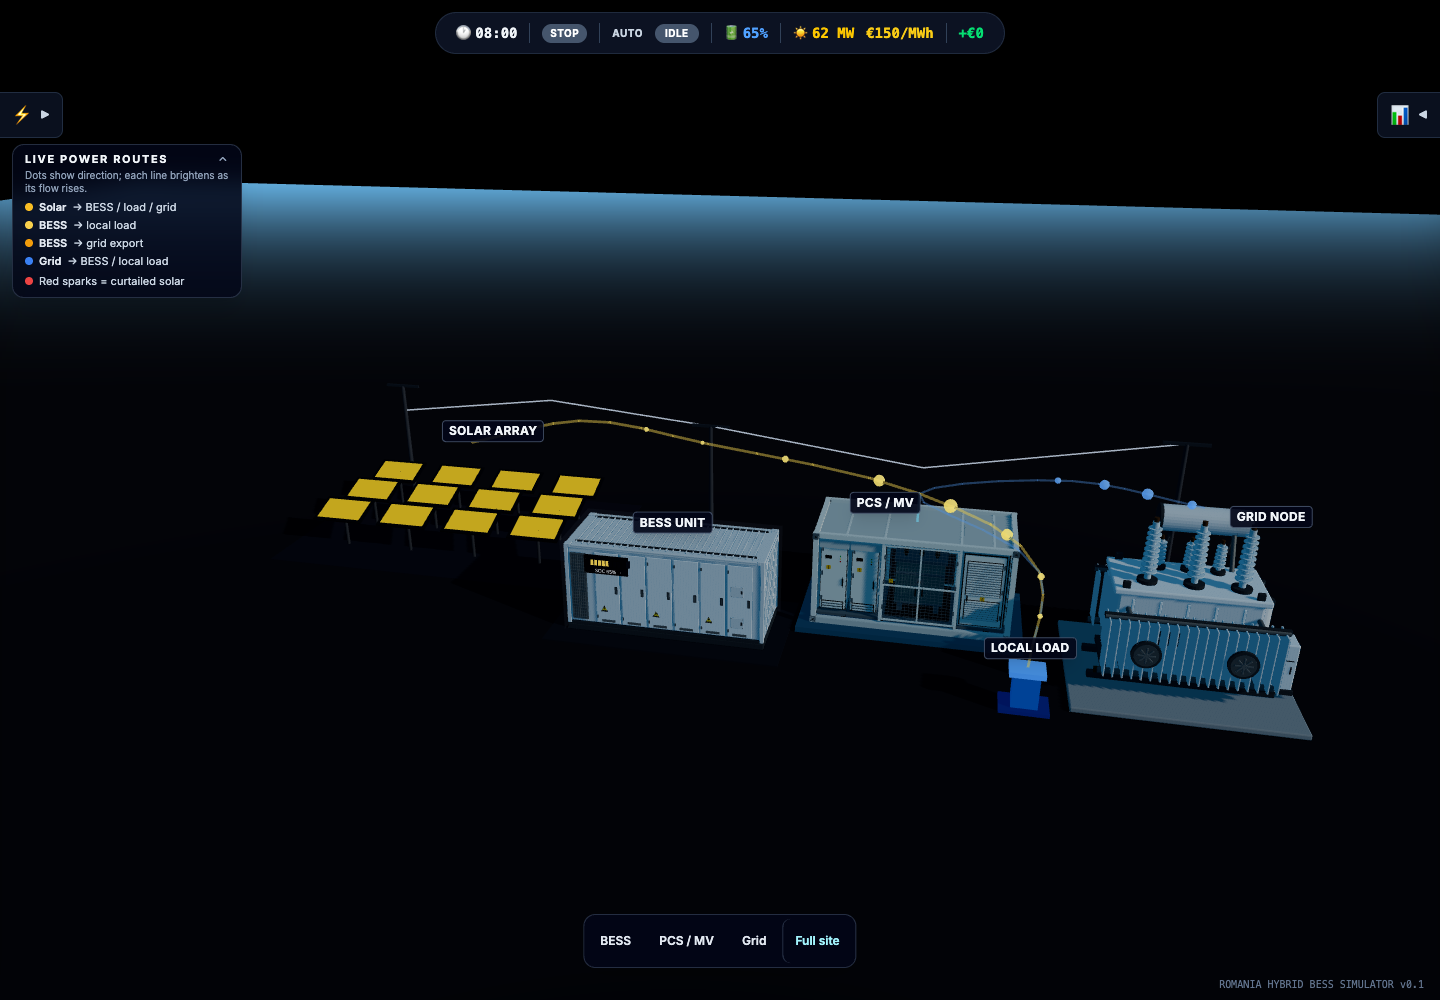 08:00 STOP AUTO IDLE 65% 62 MW €150/MWh +€0
LIVE POWER ROUTES
Dots show direction; each line brightens as
its flow rises.
Solar → BESS / load / grid
BESS → local load
BESS → grid export
Grid → BESS / local load
Red sparks = curtailed solar
SOLAR ARRAY
BESS UNIT
PCS / MV
GRID NODE
SOC 65%
LOCAL LOAD
BESS PCS / MV Grid Full site
ROMANIA HYBRID BESS SIMULATOR v0.1